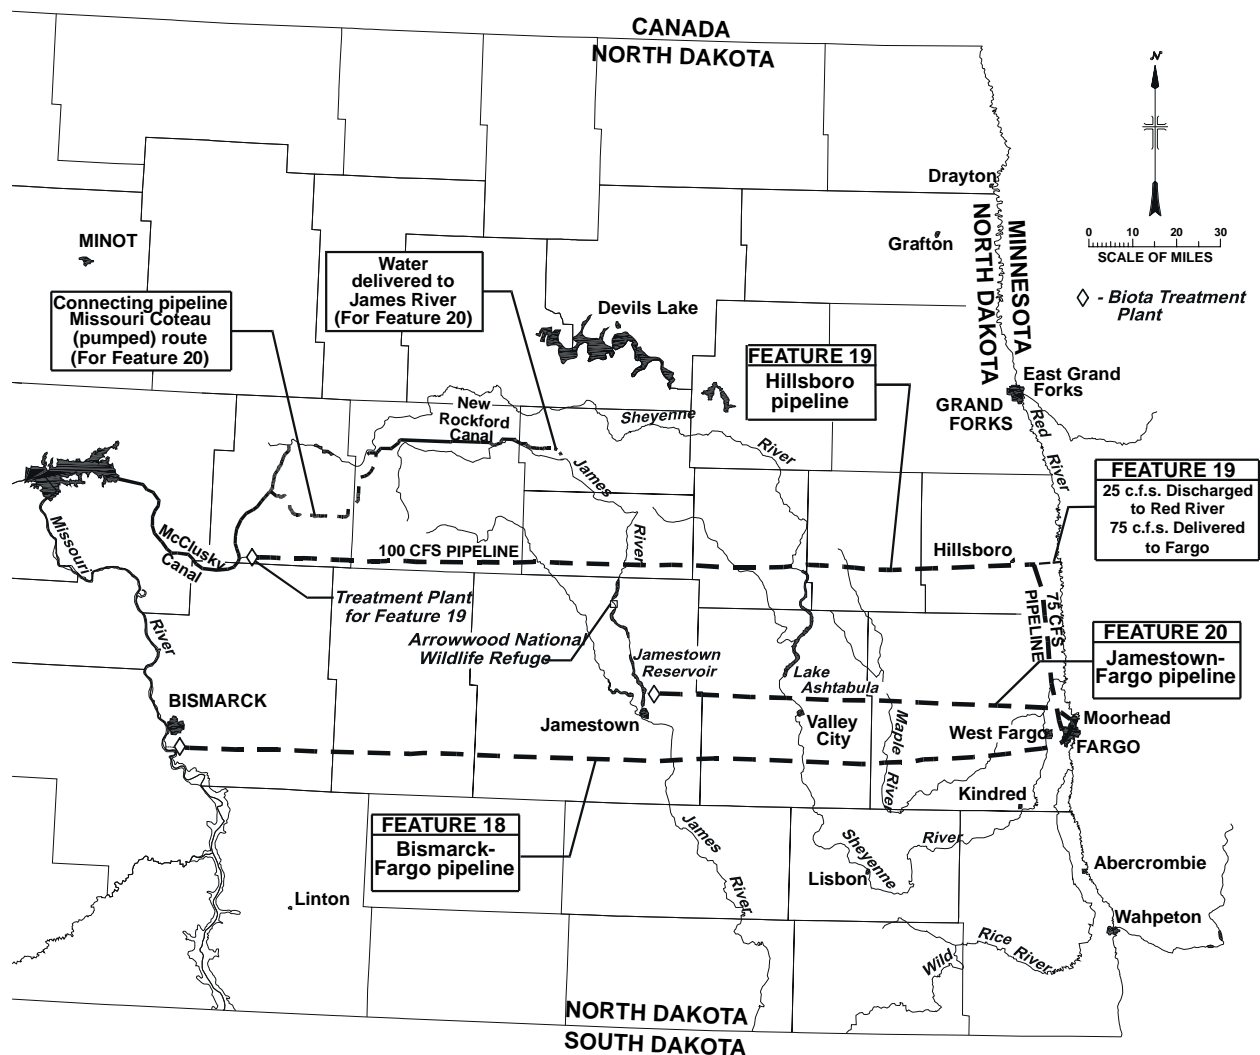 CANADA
NORTH DAKOTA
N
Drayton
MINNESOTA
NORTH DAKOTA
Grafton
0 10 20 30
SCALE OF MILES
- Biota Treatment
Plant
MINOT
Water
delivered to
James River
(For Feature 20)
Connecting pipeline
Missouri Coteau
(pumped) route
(For Feature 20)
Devils Lake
FEATURE 19
Hillsboro
pipeline
East Grand
Forks
GRAND
FORKS
Red
River
New
Rockford
Canal
Sheyenne
River
James
River
FEATURE 19
25 c.f.s. Discharged
to Red River
75 c.f.s. Delivered
to Fargo
Missouri
River
McClusky
Canal
100 CFS PIPELINE
Hillsboro
75 CFS
PIPELINE
Treatment Plant
for Feature 19
Arrowwood National
Wildlife Refuge
Jamestown
Reservoir
Lake
Ashtabula
FEATURE 20
Jamestown-
Fargo pipeline
BISMARCK
Jamestown
Valley
City
Maple
River
West Fargo
Moorhead
FARGO
Kindred
FEATURE 18
Bismarck-
Fargo pipeline
James
River
Sheyenne
River
Lisbon
Abercrombie
Linton
Wahpeton
Wild
Rice
River
NORTH DAKOTA
SOUTH DAKOTA